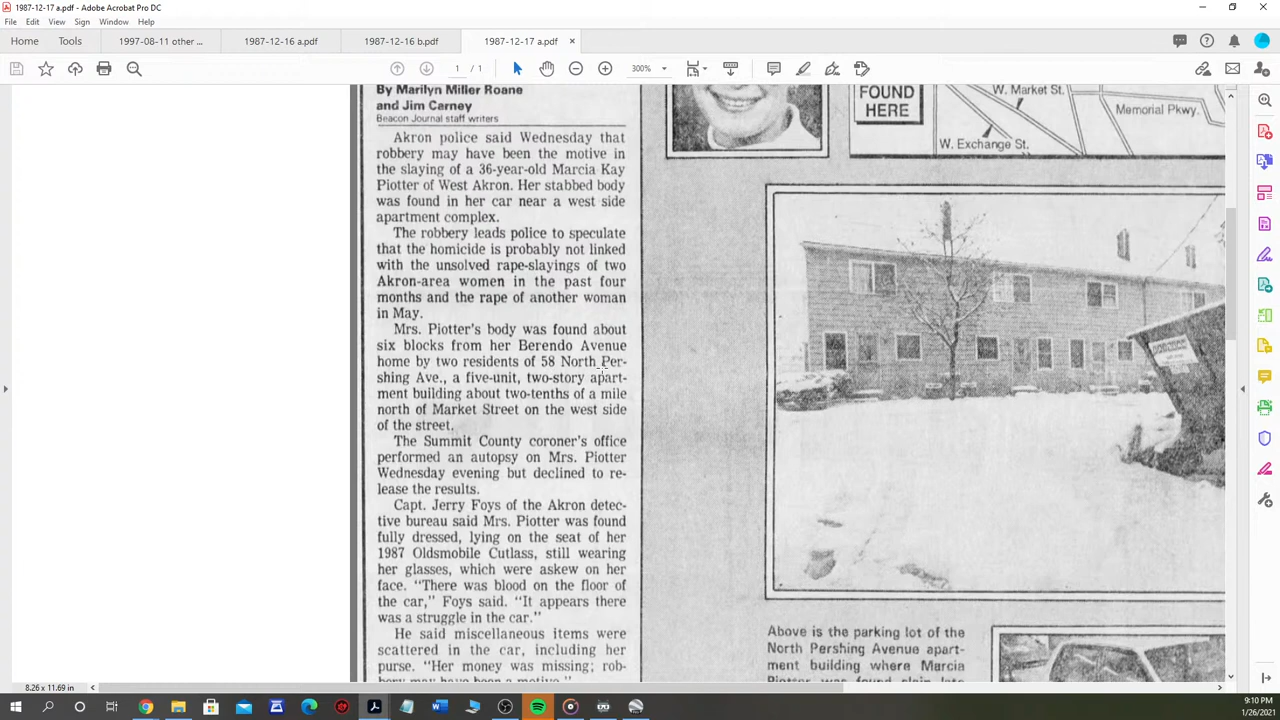 1987-12-17 a.pdf - Adobe Acrobat Pro DC
File Edit View Sign Window Help
Home Tools 1997-08-11 other ... 1987-12-16 a.pdf 1987-12-16 b.pdf 1987-12-17 a.pdf ×
1 / 1 300%
By Marilyn Miller Roane
and Jim Carney
Beacon Journal staff writers
Akron police said Wednesday that
robbery may have been the motive in
the slaying of a 36-year-old Marcia Kay
Piotter of West Akron. Her stabbed body
was found in her car near a west side
apartment complex.
The robbery leads police to speculate
that the homicide is probably not linked
with the unsolved rape-slayings of two
Akron-area women in the past four
months and the rape of another woman
in May.
Mrs. Piotter's body was found about
six blocks from her Berendo Avenue
home by two residents of 58 North Per-
shing Ave., a five-unit, two-story apart-
ment building about two-tenths of a mile
north of Market Street on the west side
of the street.
The Summit County coroner's office
performed an autopsy on Mrs. Piotter
Wednesday evening but declined to re-
lease the results.
Capt. Jerry Foys of the Akron detec-
tive bureau said Mrs. Piotter was found
fully dressed, lying on the seat of her
1987 Oldsmobile Cutlass, still wearing
her glasses, which were askew on her
face. "There was blood on the floor of
the car," Foys said. "It appears there
was a struggle in the car."
He said miscellaneous items were
scattered in the car, including her
purse. "Her money was missing; rob-
bery may have been a motive."
FOUND
HERE
W. Market St.
Memorial Pkwy.
W. Exchange St.
Above is the parking lot of the
North Pershing Avenue apart-
ment building where Marcia
Piotter was found slain late
8.26 x 11.69 in
9:10 PM
1/26/2021